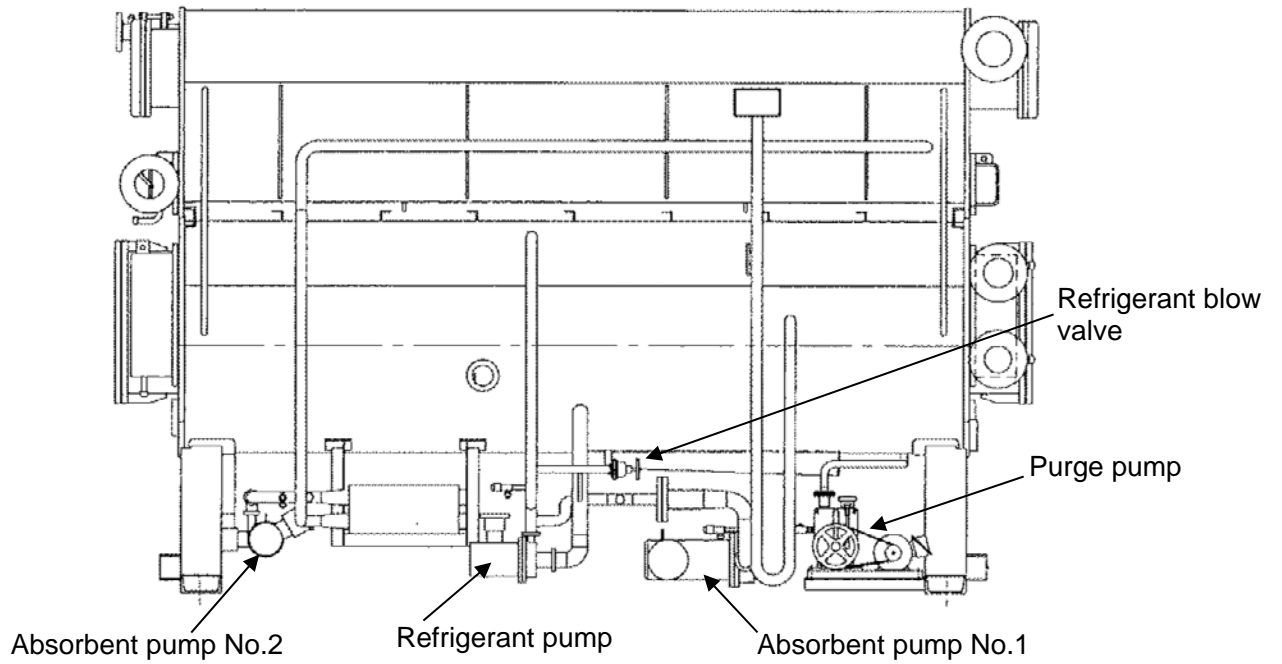 Refrigerant blow
valve
Purge pump
Absorbent pump No.2
Refrigerant pump
Absorbent pump No.1